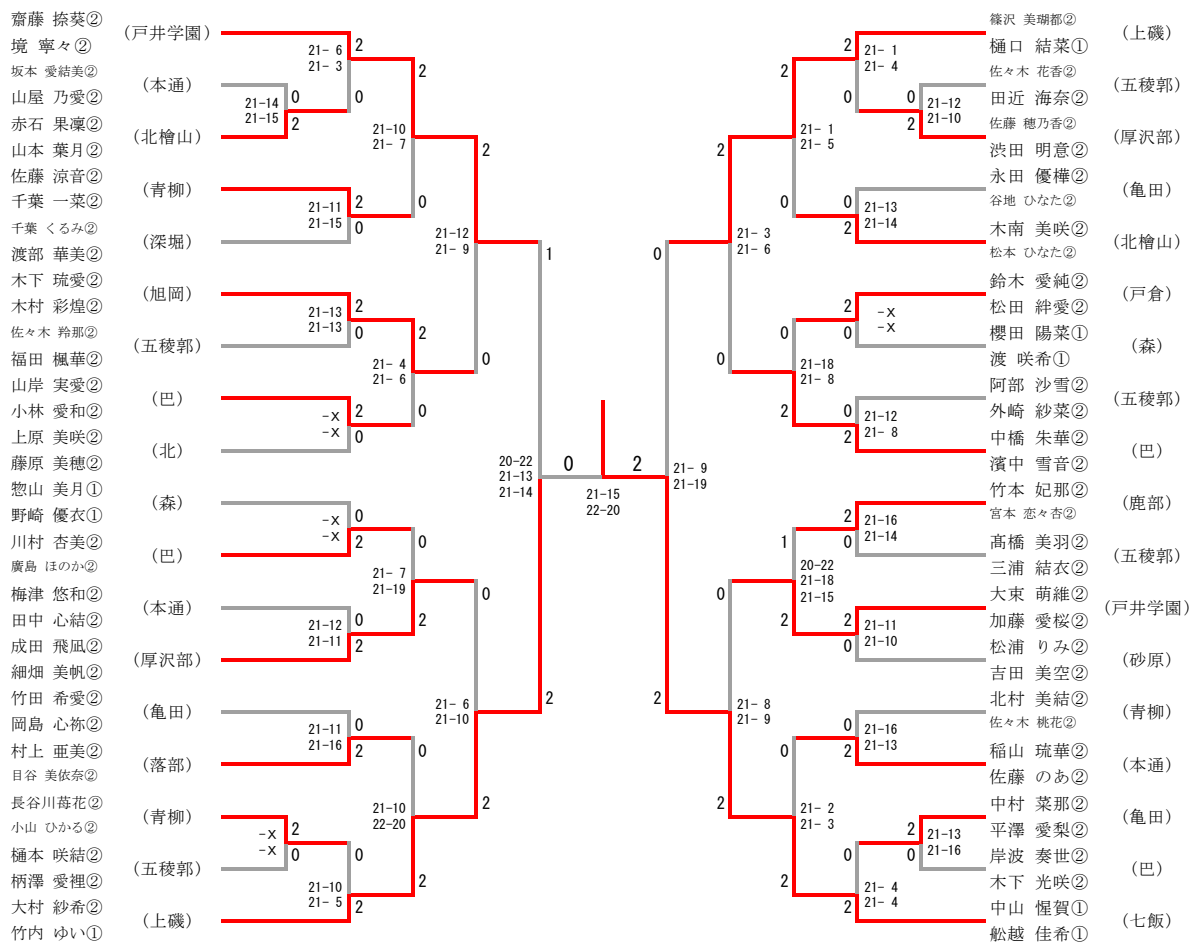 齋藤 捺葵②
境 寧々②
(戸井学園)
坂本 愛結美②
山屋 乃愛②
(本通)
赤石 果凜②
山本 葉月②
(北檜山)
佐藤 涼音②
千葉 一菜②
(青柳)
千葉 くるみ②
渡部 華美②
(深堀)
木下 琉愛②
木村 彩煌②
(旭岡)
佐々木 羚那②
福田 楓華②
(五稜郭)
山岸 実愛②
小林 愛和②
(巴)
上原 美咲②
藤原 美穂②
(北)
惣山 美月①
野崎 優衣①
(森)
川村 杏美②
廣島 ほのか②
(巴)
梅津 悠和②
田中 心結②
(本通)
成田 飛凪②
細畑 美帆②
(厚沢部)
竹田 希愛②
岡島 心祢②
(亀田)
村上 亜美②
目谷 美依奈②
(落部)
長谷川苺花②
小山 ひかる②
(青柳)
樋本 咲結②
柄澤 愛裡②
(五稜郭)
大村 紗希②
竹内 ゆい①
(上磯)
21- 6
21- 3
2
0
21-14
21-15
0
2
21-10
21- 7
2
0
21-11
21-15
2
0
21-12
21- 9
2
0
21-13
21-13
2
0
21- 4
21- 6
2
0
-X
-X
2
0
20-22
21-13
21-14
1
2
-X
-X
0
2
21- 7
21-19
0
2
21-12
21-11
0
2
21- 6
21-10
0
2
21-11
21-16
0
2
21-10
22-20
0
2
-X
-X
2
0
21-10
21- 5
0
2
0
2
21-15
22-20
21- 9
21-19
0
2
21- 1
21- 4
2
0
21-12
21-10
0
2
21- 1
21- 5
2
0
21-13
21-14
0
2
21- 3
21- 6
2
0
-X
-X
2
0
21-18
21- 8
0
2
21-12
21- 8
0
2
21-16
21-14
2
0
20-22
21-18
21-15
1
2
21-11
21-10
2
0
21- 8
21- 9
0
2
21-16
21-13
0
2
21- 2
21- 3
0
2
21-13
21-16
2
0
21- 4
21- 4
0
2
篠沢 美瑚都②
樋口 結菜①
(上磯)
佐々木 花香②
田近 海奈②
(五稜郭)
佐藤 穂乃香②
渋田 明意②
(厚沢部)
永田 優樺②
谷地 ひなた②
(亀田)
木南 美咲②
松本 ひなた②
(北檜山)
鈴木 愛純②
松田 絆愛②
(戸倉)
櫻田 陽菜①
渡 咲希①
(森)
阿部 沙雪②
外崎 紗菜②
(五稜郭)
中橋 朱華②
濱中 雪音②
(巴)
竹本 妃那②
宮本 恋々杏②
(鹿部)
髙橋 美羽②
三浦 結衣②
(五稜郭)
大束 萌維②
加藤 愛桜②
(戸井学園)
松浦 りみ②
吉田 美空②
(砂原)
北村 美結②
佐々木 桃花②
(青柳)
稲山 琉華②
佐藤 のあ②
(本通)
中村 菜那②
平澤 愛梨②
(亀田)
岸波 奏世②
木下 光咲②
(巴)
中山 惺賀①
舩越 佳希①
(七飯)